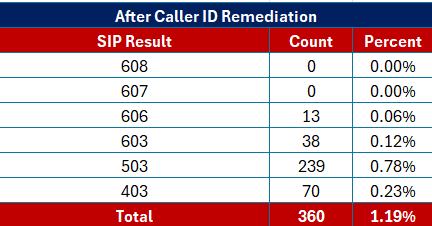 After Caller ID Remediation
SIP Result Count Percent
608 0 0.00%
607 0 0.00%
606 13 0.06%
603 38 0.12%
503 239 0.78%
403 70 0.23%
Total 360 1.19%